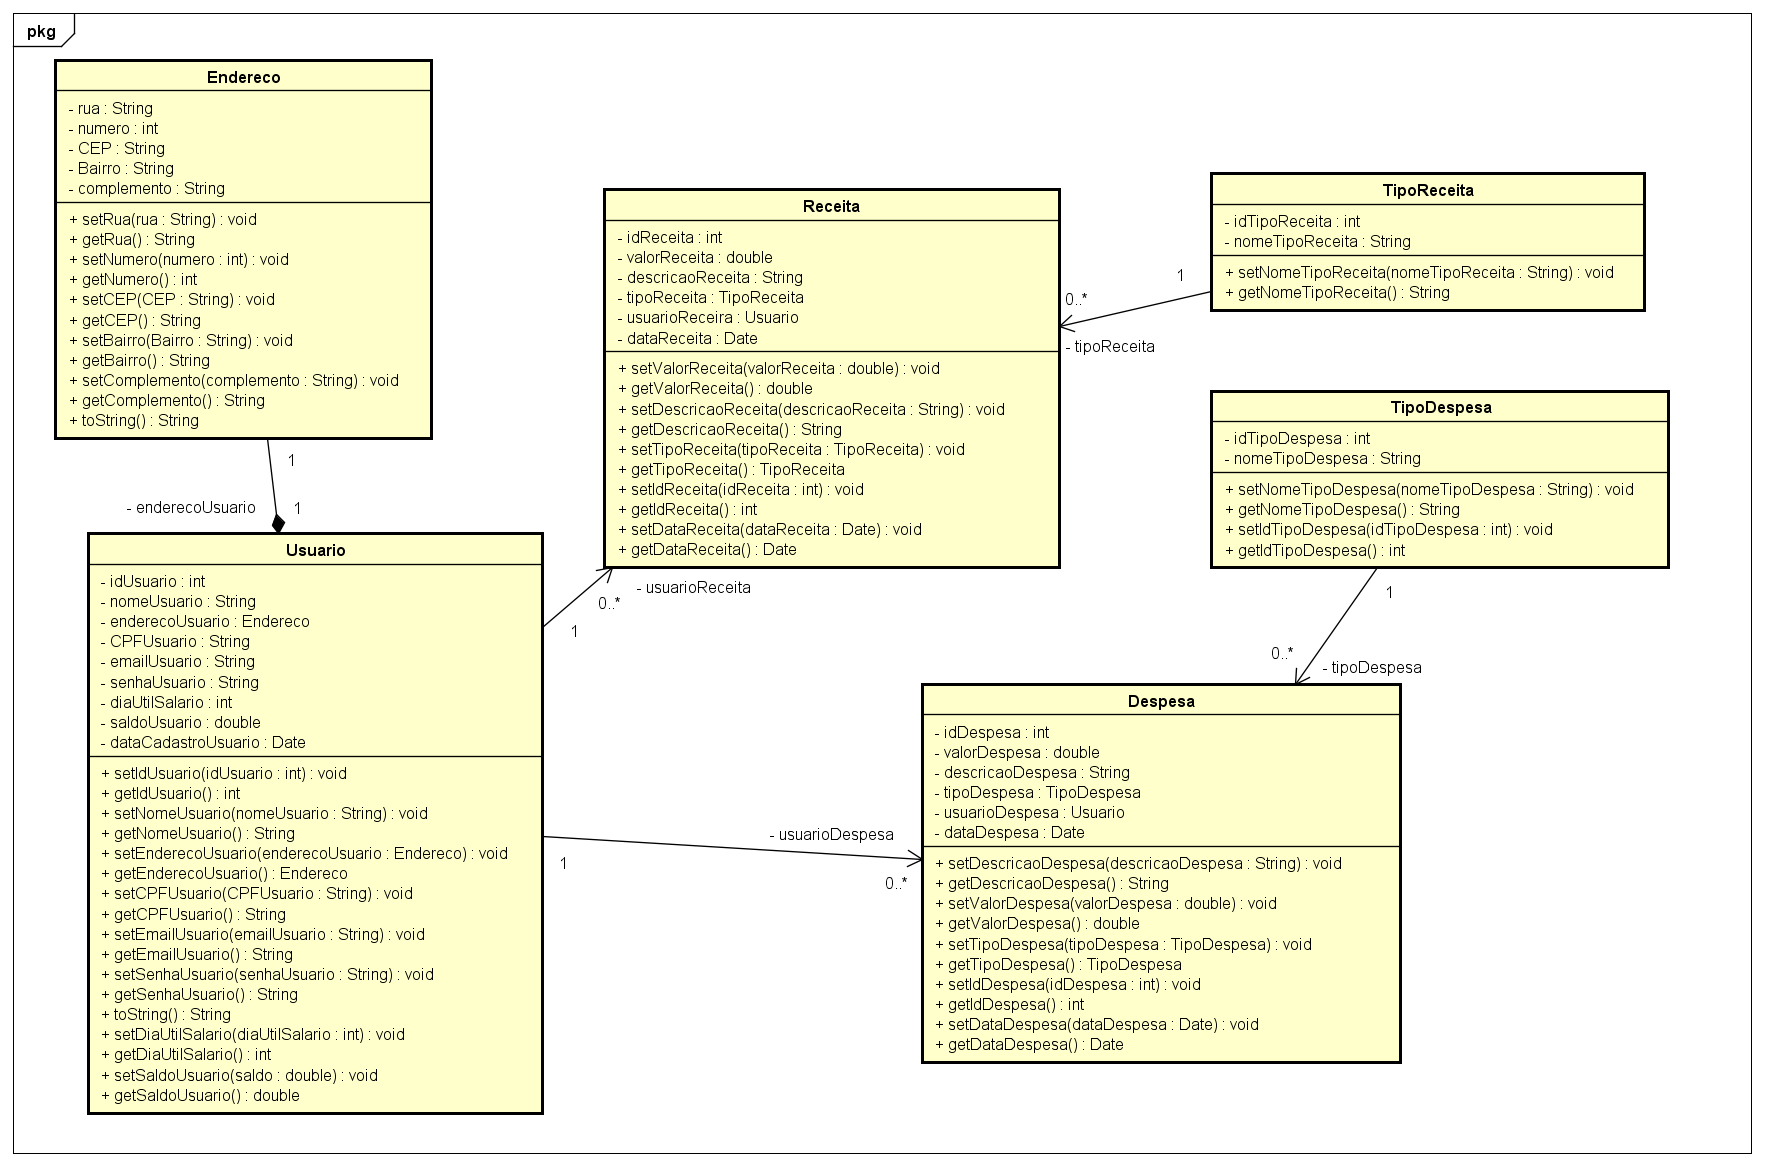 pkg
Endereco
- rua : String
- numero : int
- CEP : String
- Bairro : String
- complemento : String
+ setRua(rua : String) : void
+ getRua() : String
+ setNumero(numero : int) : void
+ getNumero() : int
+ setCEP(CEP : String) : void
+ getCEP() : String
+ setBairro(Bairro : String) : void
+ getBairro() : String
+ setComplemento(complemento : String) : void
+ getComplemento() : String
+ toString() : String
1
- enderecoUsuario
1
Usuario
- idUsuario : int
- nomeUsuario : String
- enderecoUsuario : Endereco
- CPFUsuario : String
- emailUsuario : String
- senhaUsuario : String
- diaUtilSalario : int
- saldoUsuario : double
- dataCadastroUsuario : Date
+ setIdUsuario(idUsuario : int) : void
+ getIdUsuario() : int
+ setNomeUsuario(nomeUsuario : String) : void
+ getNomeUsuario() : String
+ setEnderecoUsuario(enderecoUsuario : Endereco) : void
+ getEnderecoUsuario() : Endereco
+ setCPFUsuario(CPFUsuario : String) : void
+ getCPFUsuario() : String
+ setEmailUsuario(emailUsuario : String) : void
+ getEmailUsuario() : String
+ setSenhaUsuario(senhaUsuario : String) : void
+ getSenhaUsuario() : String
+ toString() : String
+ setDiaUtilSalario(diaUtilSalario : int) : void
+ getDiaUtilSalario() : int
+ setSaldoUsuario(saldo : double) : void
+ getSaldoUsuario() : double
Receita
- idReceita : int
- valorReceita : double
- descricaoReceita : String
- tipoReceita : TipoReceita
- usuarioReceira : Usuario
- dataReceita : Date
+ setValorReceita(valorReceita : double) : void
+ getValorReceita() : double
+ setDescricaoReceita(descricaoReceita : String) : void
+ getDescricaoReceita() : String
+ setTipoReceita(tipoReceita : TipoReceita) : void
+ getTipoReceita() : TipoReceita
+ setIdReceita(idReceita : int) : void
+ getIdReceita() : int
+ setDataReceita(dataReceita : Date) : void
+ getDataReceita() : Date
- usuarioReceita
0..*
1
TipoReceita
- idTipoReceita : int
- nomeTipoReceita : String
+ setNomeTipoReceita(nomeTipoReceita : String) : void
+ getNomeTipoReceita() : String
1
0..*
- tipoReceita
TipoDespesa
- idTipoDespesa : int
- nomeTipoDespesa : String
+ setNomeTipoDespesa(nomeTipoDespesa : String) : void
+ getNomeTipoDespesa() : String
+ setIdTipoDespesa(idTipoDespesa : int) : void
+ getIdTipoDespesa() : int
1
0..*
- tipoDespesa
- usuarioDespesa
1
0..*
Despesa
- idDespesa : int
- valorDespesa : double
- descricaoDespesa : String
- tipoDespesa : TipoDespesa
- usuarioDespesa : Usuario
- dataDespesa : Date
+ setDescricaoDespesa(descricaoDespesa : String) : void
+ getDescricaoDespesa() : String
+ setValorDespesa(valorDespesa : double) : void
+ getValorDespesa() : double
+ setTipoDespesa(tipoDespesa : TipoDespesa) : void
+ getTipoDespesa() : TipoDespesa
+ setIdDespesa(idDespesa : int) : void
+ getIdDespesa() : int
+ setDataDespesa(dataDespesa : Date) : void
+ getDataDespesa() : Date